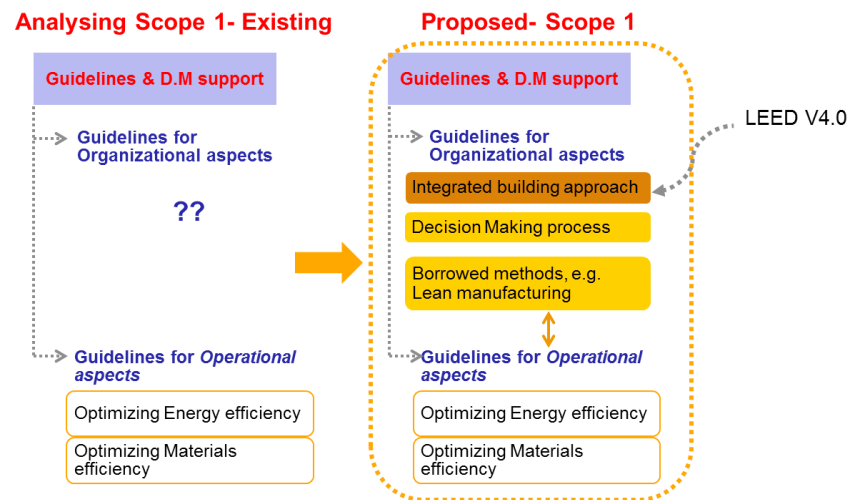 Analysing Scope 1- Existing
Guidelines & D.M support
Guidelines for
Organizational aspects
??
Guidelines for Operational
aspects
Optimizing Energy efficiency
Optimizing Materials
efficiency
Proposed- Scope 1
Guidelines & D.M support
Guidelines for
Organizational aspects
Integrated building approach
Decision Making process
Borrowed methods, e.g.
Lean manufacturing
Guidelines for Operational
aspects
Optimizing Energy efficiency
Optimizing Materials
efficiency
LEED V4.0